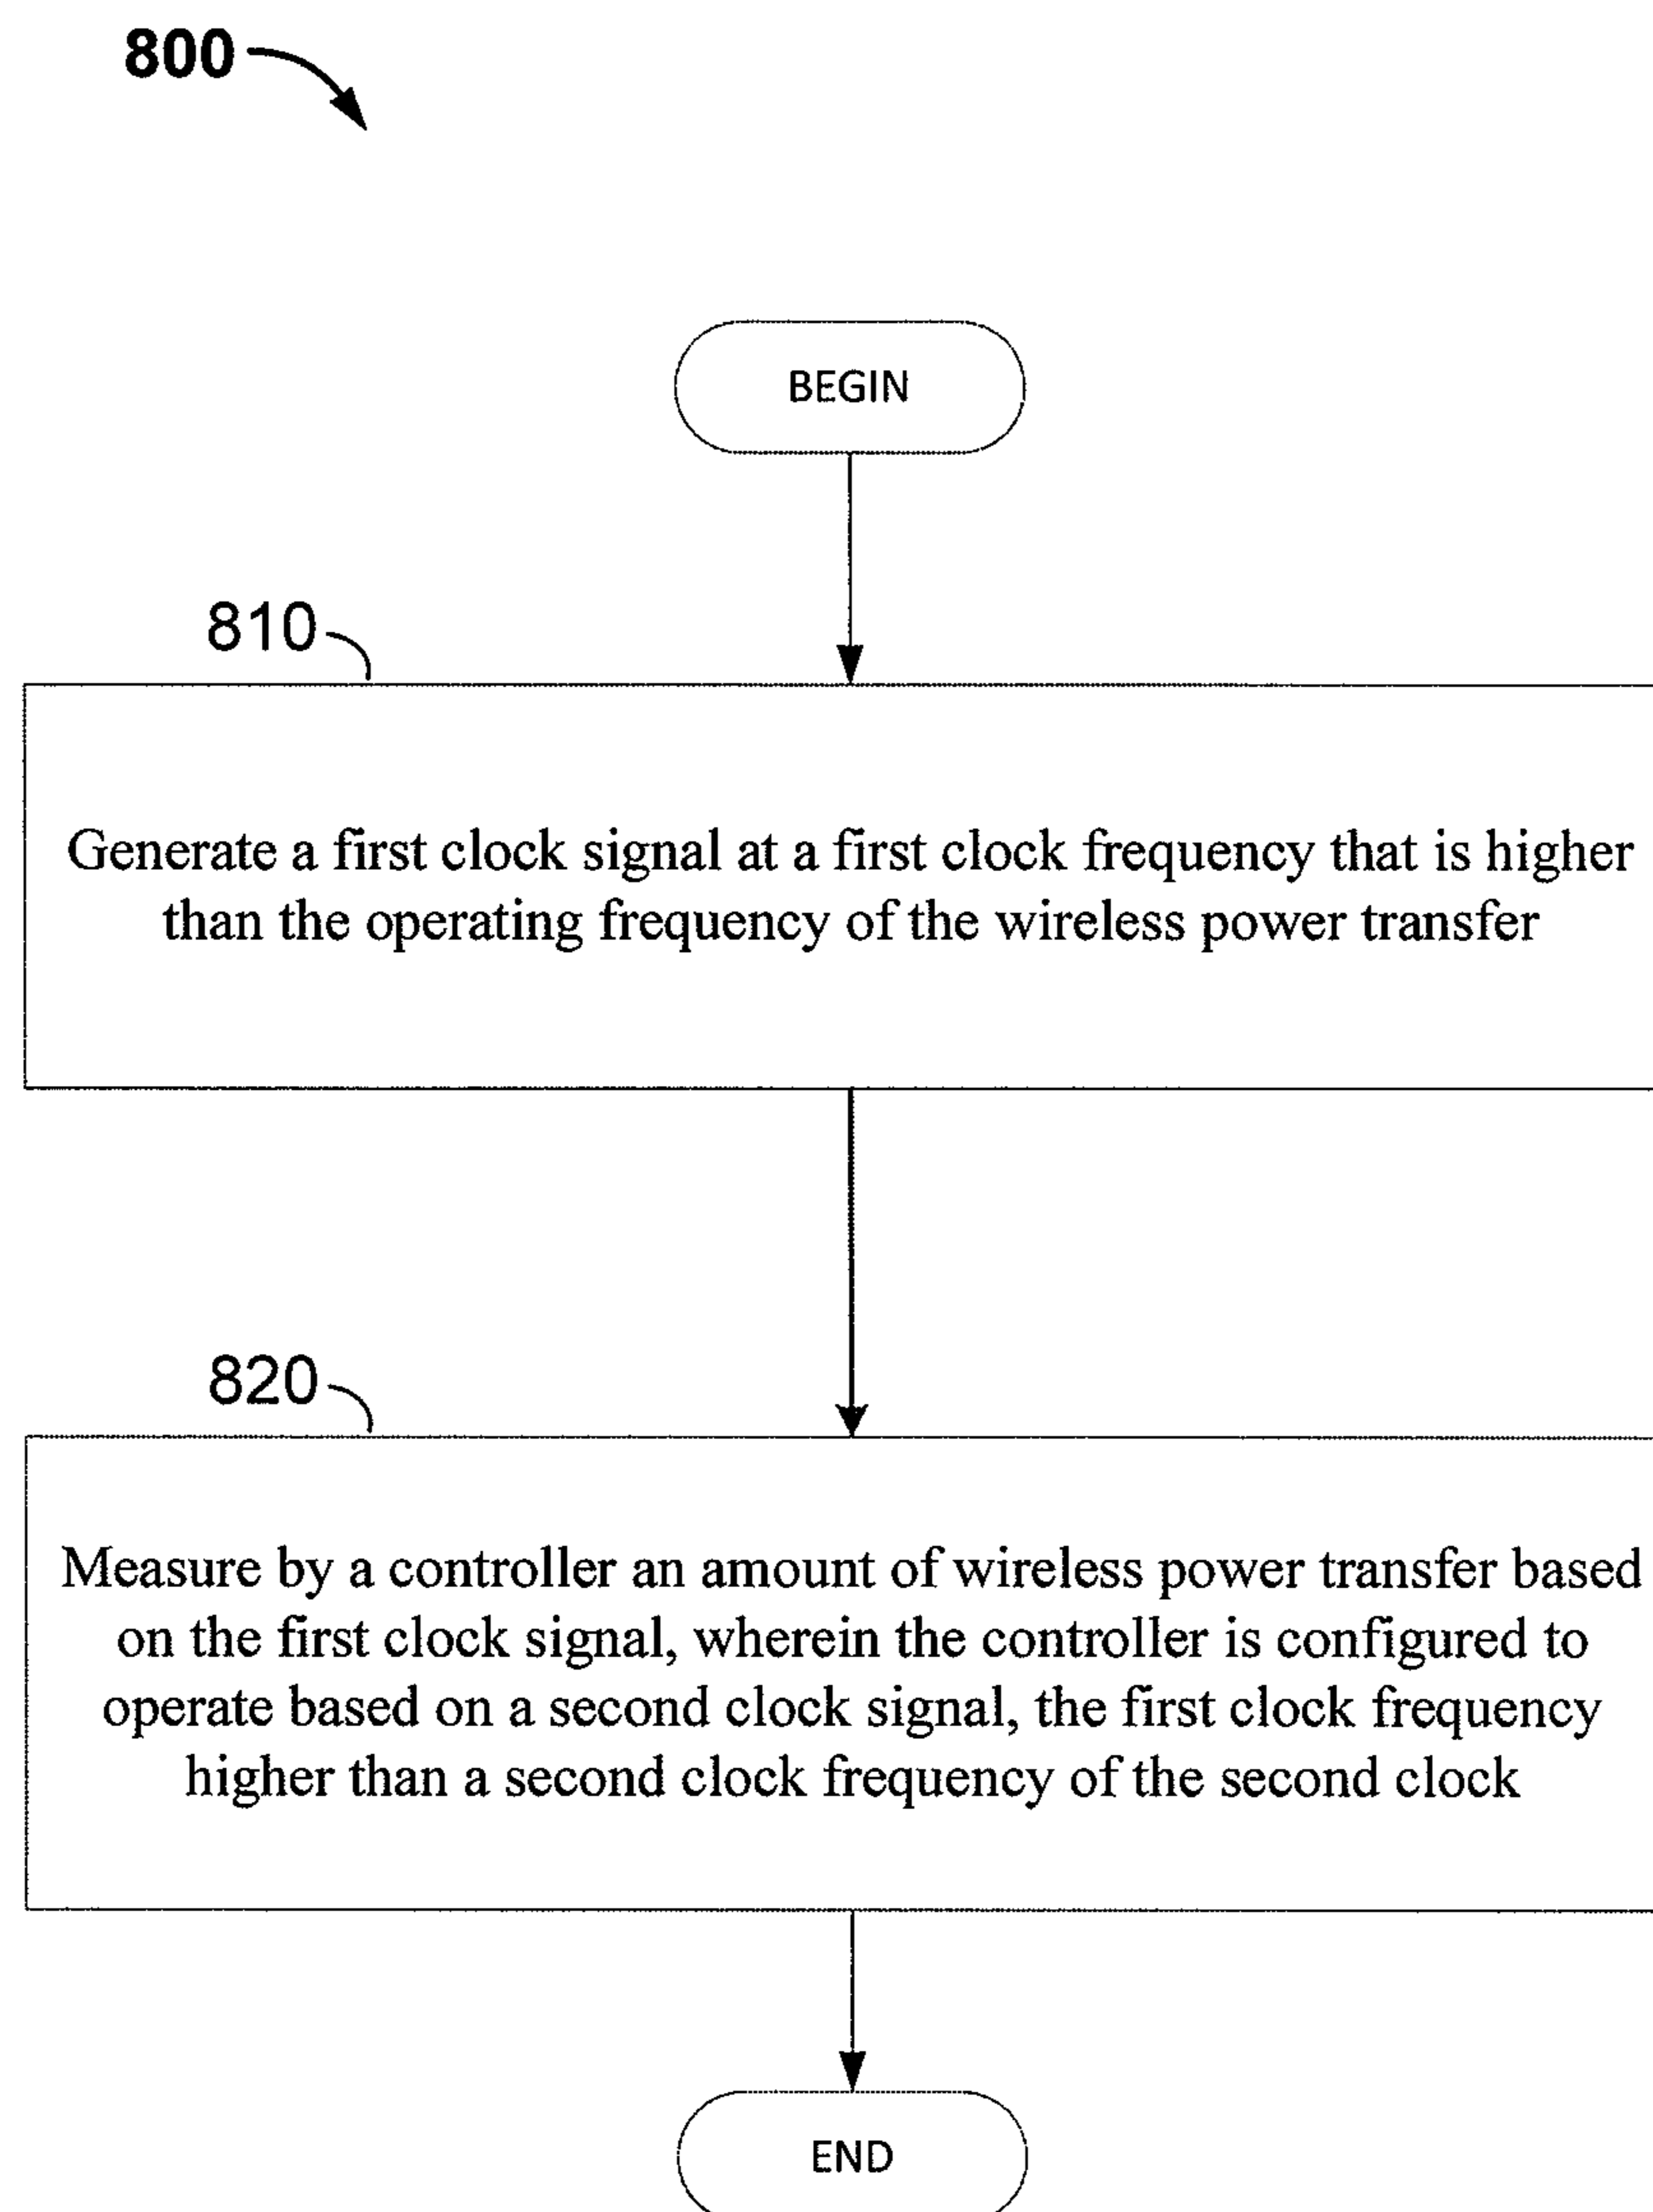 800
BEGIN
810
Generate a first clock signal at a first clock frequency that is higher
than the operating frequency of the wireless power transfer
820
Measure by a controller an amount of wireless power transfer based
on the first clock signal, wherein the controller is configured to
operate based on a second clock signal, the first clock frequency
higher than a second clock frequency of the second clock
END